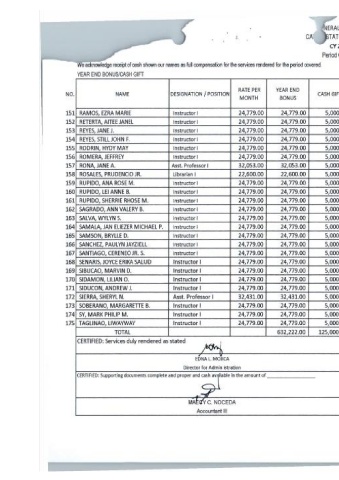 NERAL
CA STAT
CY 2
Period
We acknowledge receipt of cash shown our names as full compensation for the services rendered for the period covered
YEAR END BONUS/CASH GIFT
NO. NAME DESIGNATION / POSITION RATE PER MONTH YEAR END BONUS CASH GIF
151 RAMOS, EZRA MARIE Instructor I 24,779.00 24,779.00 5,000
152 RETERTA, AITEE JANEL Instructor I 24,779.00 24,779.00 5,000
153 REYES, JANE J. Instructor I 24,779.00 24,779.00 5,000
154 REYES, STILL JOHN F. Instructor I 24,779.00 24,779.00 5,000
155 RODRIN, HYDY MAY Instructor I 24,779.00 24,779.00 5,000
156 ROMERA, JEFFREY Instructor I 24,779.00 24,779.00 5,000
157 RONA, JANE A. Asst. Professor I 32,053.00 32,053.00 5,000
158 ROSALES, PRUDENCIO JR. Librarian I 22,600.00 22,600.00 5,000
159 RUPIDO, ANA ROSE M. Instructor I 24,779.00 24,779.00 5,000
160 RUPIDO, LEI ANNE B. Instructor I 24,779.00 24,779.00 5,000
161 RUPIDO, SHERRIE RHOSE M. Instructor I 24,779.00 24,779.00 5,000
162 SAGRADO, ANN VALERY B. Instructor I 24,779.00 24,779.00 5,000
163 SALVA, WYLYN S. Instructor I 24,779.00 24,779.00 5,000
164 SAMALA, JAN ELIEZER MICHAEL P. Instructor I 24,779.00 24,779.00 5,000
165 SAMSON, BRYLLE D. Instructor I 24,779.00 24,779.00 5,000
166 SANCHEZ, PAULYN JAYZIELL Instructor I 24,779.00 24,779.00 5,000
167 SANTIAGO, CERENIO JR. S. Instructor I 24,779.00 24,779.00 5,000
168 SENARIS, JOYCE ERIKA SALUD Instructor I 24,779.00 24,779.00 5,000
169 SIBUCAO, MARVIN D. Instructor I 24,779.00 24,779.00 5,000
170 SIDAMON, LILIAN O. Instructor I 24,779.00 24,779.00 5,000
171 SIDUCON, ANDREW J. Instructor I 24,779.00 24,779.00 5,000
172 SIERRA, SHERYL N. Asst. Professor I 32,431.00 32,431.00 5,000
173 SOBERANO, MARGARETTE B. Instructor I 24,779.00 24,779.00 5,000
174 SY, MARK PHILIP M. Instructor I 24,779.00 24,779.00 5,000
175 TAGUINAO, LIWAYWAY Instructor I 24,779.00 24,779.00 5,000
TOTAL 632,222.00 125,000
CERTIFIED: Services duly rendered as stated
EDNA L. MOJICA
Director for Admin istration
CERTIFIED: Supporting documents complete and proper and cash available in the amount of
C. NOCEDA
Accountant III